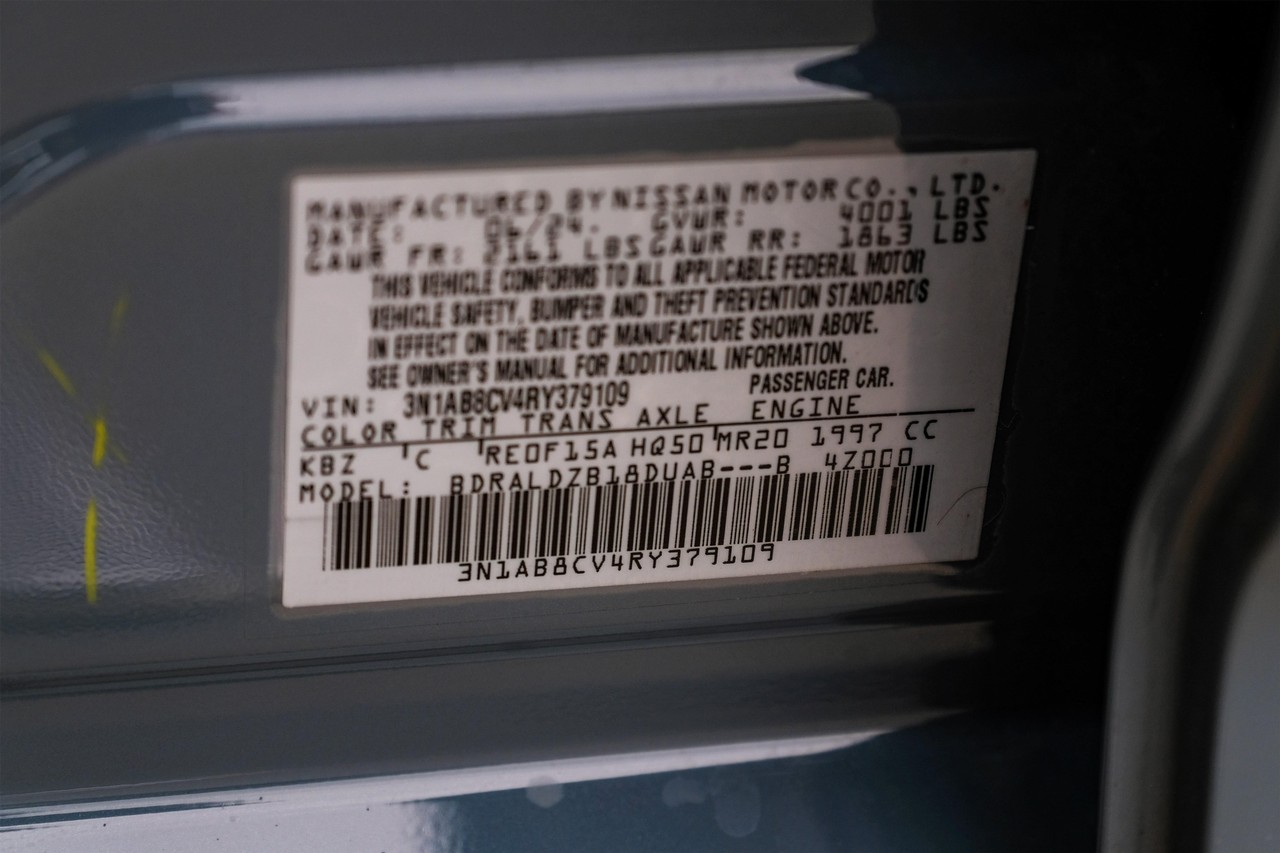 MANUFACTURED BY NISSAN MOTOR CO., LTD.
DATE: 06/24. GVWR: 4001 LBS
GAWR FR: 2161 LBS GAWR RR: 1863 LBS
THIS VEHICLE CONFORMS TO ALL APPLICABLE FEDERAL MOTOR
VEHICLE SAFETY, BUMPER AND THEFT PREVENTION STANDARDS
IN EFFECT ON THE DATE OF MANUFACTURE SHOWN ABOVE.
SEE OWNER'S MANUAL FOR ADDITIONAL INFORMATION.
VIN: 3N1AB8CV4RY379109 PASSENGER CAR.
COLOR TRIM TRANS AXLE ENGINE
KBZ C RE0F15A HQ50 MR20 1997 CC
MODEL: BDRALDZB18DUAB---B 4Z000
3N1AB8CV4RY379109